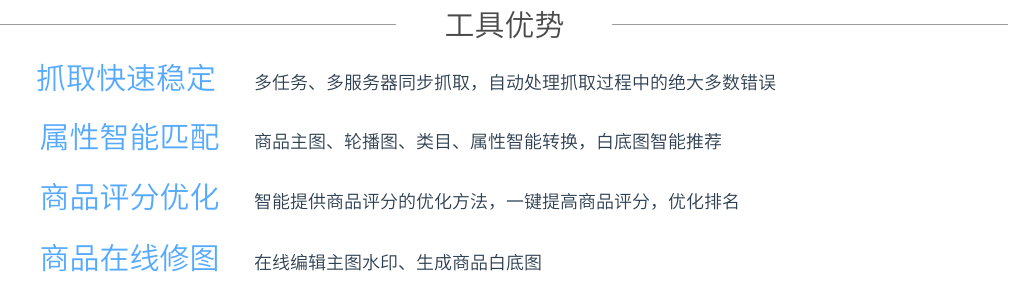 工具优势
抓取快速稳定 多任务、多服务器同步抓取，自动处理抓取过程中的绝大多数错误
属性智能匹配 商品主图、轮播图、类目、属性智能转换，白底图智能推荐
商品评分优化 智能提供商品评分的优化方法，一键提高商品评分，优化排名
商品在线修图 在线编辑主图水印、生成商品白底图